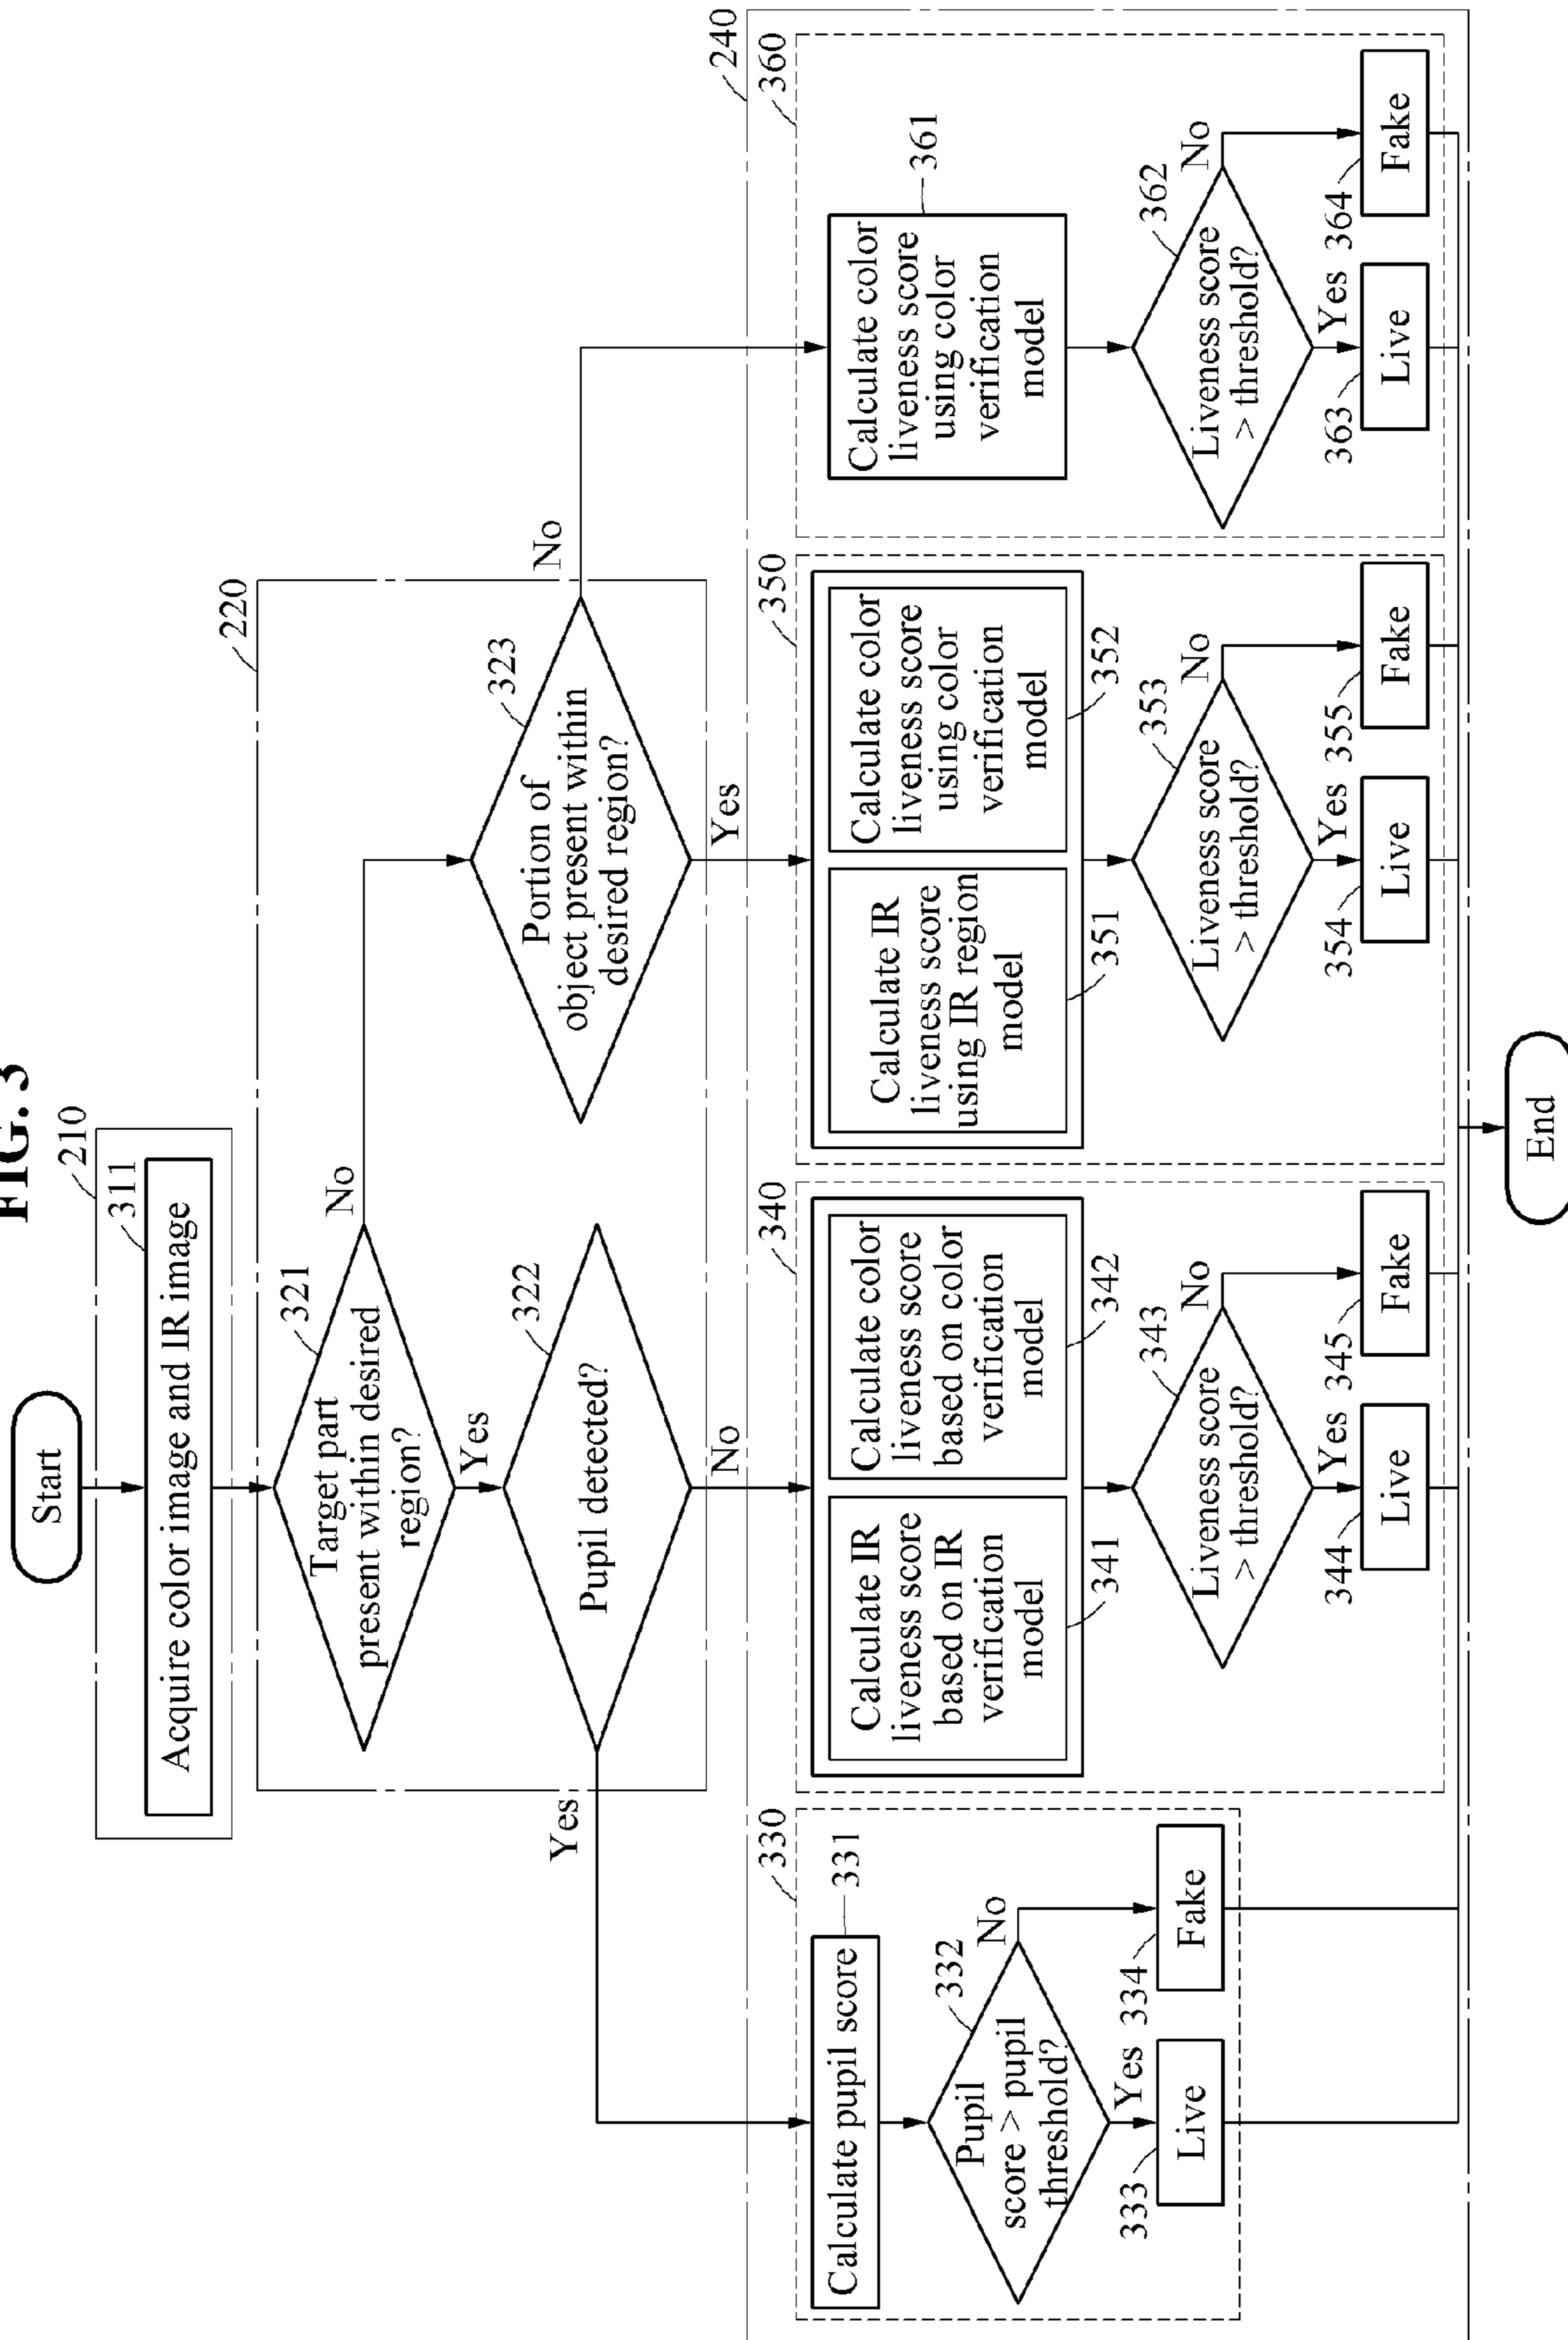 FIG. 3
Start
210
311
Acquire color image and IR image
220
321
Target part
present within desired
region?
No
Yes
322
Pupil detected?
Yes
No
323
Portion of
object present within
desired region?
No
Yes
240
330
Calculate pupil score
331
332
Pupil
score > pupil
threshold?
No
Yes
333
Live
334
Fake
340
Calculate IR
liveness score
based on IR
verification
model
341
Calculate color
liveness score
based on color
verification
model
342
343
Liveness score
> threshold?
No
Yes
344
Live
345
Fake
350
Calculate IR
liveness score
using IR region
model
351
Calculate color
liveness score
using color
verification
model
352
353
Liveness score
> threshold?
No
Yes
354
Live
355
Fake
360
Calculate color
liveness score
using color
verification
model
361
362
Liveness score
> threshold?
No
Yes
363
Live
364
Fake
End